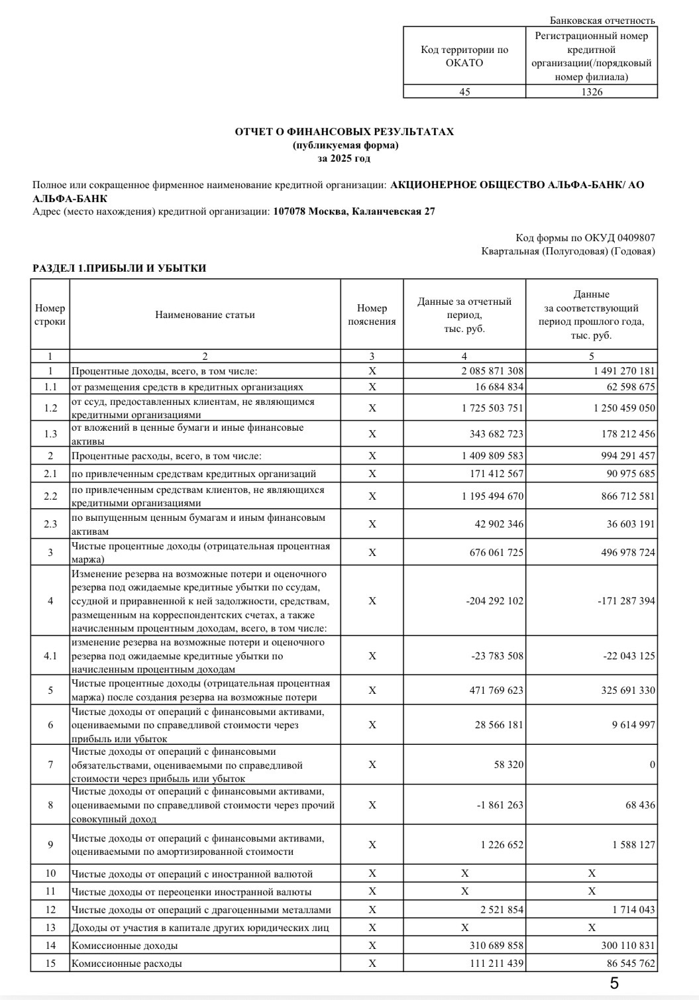 Банковская отчетность
Код территории по
ОКАТО
Регистрационный номер
кредитной
организации(/порядковый
номер филиала)
45
1326
ОТЧЕТ О ФИНАНСОВЫХ РЕЗУЛЬТАТАХ
(публикуемая форма)
за 2025 год
Полное или сокращенное фирменное наименование кредитной организации: АКЦИОНЕРНОЕ ОБЩЕСТВО АЛЬФА-БАНК/ АО
АЛЬФА-БАНК
Адрес (место нахождения) кредитной организации: 107078 Москва, Каланчевская 27
Код формы по ОКУД 0409807
Квартальная (Полугодовая) (Годовая)
РАЗДЕЛ 1.ПРИБЫЛИ И УБЫТКИ
Номер
строки
Наименование статьи
Номер
пояснения
Данные за отчетный
период,
тыс. руб.
Данные
за соответствующий
период прошлого года,
тыс. руб.
1 2 3 4 5
1 Процентные доходы, всего, в том числе: X 2 085 871 308 1 491 270 181
1.1 от размещения средств в кредитных организациях X 16 684 834 62 598 675
1.2 от ссуд, предоставленных клиентам, не являющимся
кредитными организациями X 1 725 503 751 1 250 459 050
1.3 от вложений в ценные бумаги и иные финансовые
активы X 343 682 723 178 212 456
2 Процентные расходы, всего, в том числе: X 1 409 809 583 994 291 457
2.1 по привлеченным средствам кредитных организаций X 171 412 567 90 975 685
2.2 по привлеченным средствам клиентов, не являющихся
кредитными организациями X 1 195 494 670 866 712 581
2.3 по выпущенным ценным бумагам и иным финансовым
активам X 42 902 346 36 603 191
3 Чистые процентные доходы (отрицательная процентная
маржа) X 676 061 725 496 978 724
4 Изменение резерва на возможные потери и оценочного
резерва под ожидаемые кредитные убытки по ссудам,
ссудной и приравненной к ней задолжности, средствам,
размещенным на корреспондентских счетах, а также
начисленным процентным доходам, всего, в том числе: X -204 292 102 -171 287 394
4.1 изменение резерва на возможные потери и оценочного
резерва под ожидаемые кредитные убытки по
начисленным процентным доходам X -23 783 508 -22 043 125
5 Чистые процентные доходы (отрицательная процентная
маржа) после создания резерва на возможные потери X 471 769 623 325 691 330
6 Чистые доходы от операций с финансовыми активами,
оцениваемыми по справедливой стоимости через
прибыль или убыток X 28 566 181 9 614 997
7 Чистые доходы от операций с финансовыми
обязательствами, оцениваемыми по справедливой
стоимости через прибыль или убыток X 58 320 0
8 Чистые доходы от операций с финансовыми активами,
оцениваемыми по справедливой стоимости через прочий
совокупный доход X -1 861 263 68 436
9 Чистые доходы от операций с финансовыми активами,
оцениваемыми по амортизированной стоимости X 1 226 652 1 588 127
10 Чистые доходы от операций с иностранной валютой X X X
11 Чистые доходы от переоценки иностранной валюты X X X
12 Чистые доходы от операций с драгоценными металлами X 2 521 854 1 714 043
13 Доходы от участия в капитале других юридических лиц X X X
14 Комиссионные доходы X 310 689 858 300 110 831
15 Комиссионные расходы X 111 211 439 86 545 762
5